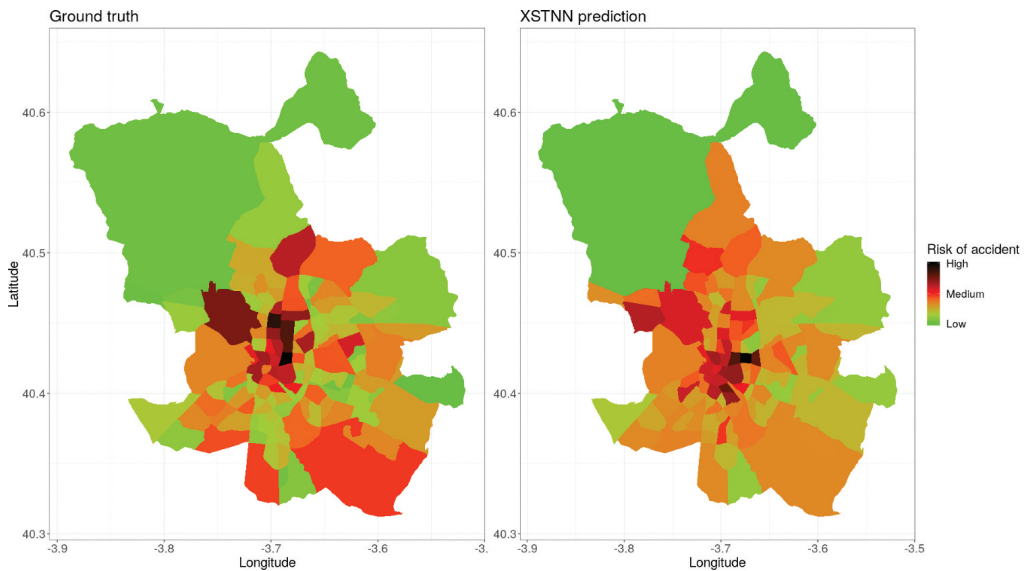 Ground truth
XSTNN prediction
Latitude
40.6
40.5
40.4
40.3
-3.9
-3.8
-3.7
-3.6
-3.
Longitude
40.6
40.5
40.4
40.3
-3.9
-3.8
-3.7
-3.6
-3.5
Longitude
Risk of accident
High
Medium
Low